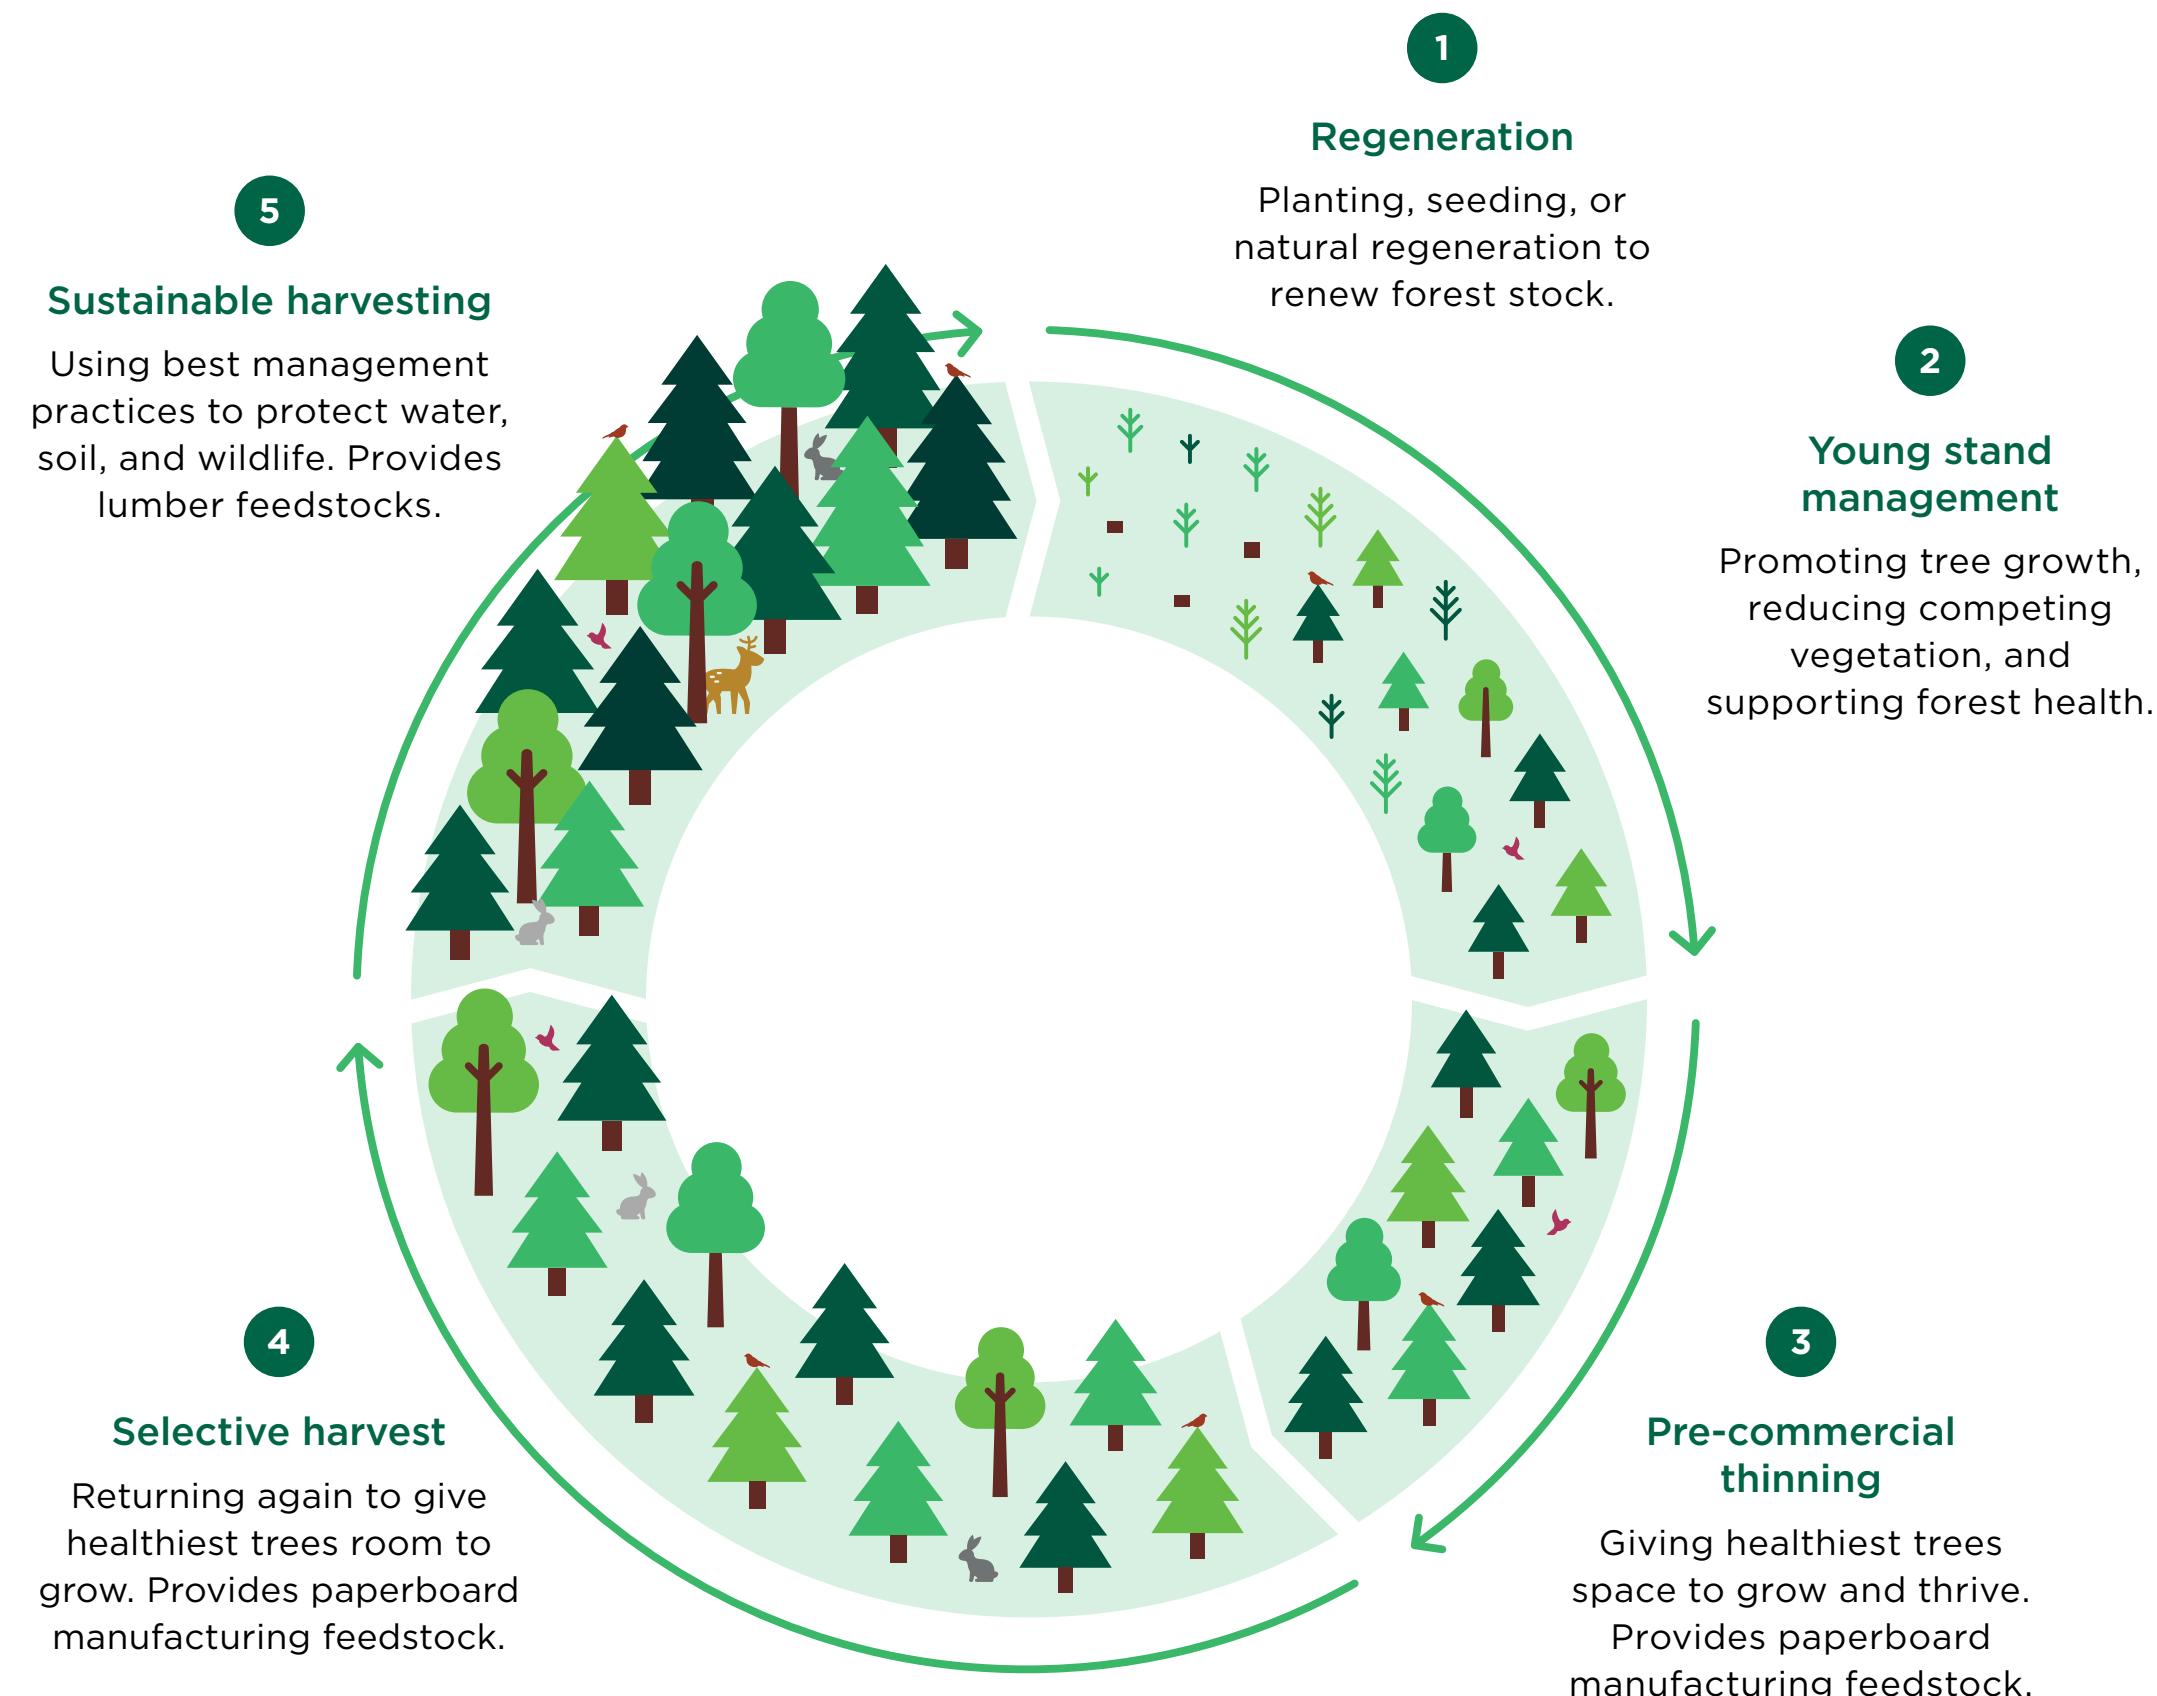 1
Regeneration
Planting, seeding, or
natural regeneration to
renew forest stock.
2
Young stand
management
Promoting tree growth,
reducing competing
vegetation, and
supporting forest health.
3
Pre-commercial
thinning
Giving healthiest trees
space to grow and thrive.
Provides paperboard
manufacturing feedstock.
4
Selective harvest
Returning again to give
healthiest trees room to
grow. Provides paperboard
manufacturing feedstock.
5
Sustainable harvesting
Using best management
practices to protect water,
soil, and wildlife. Provides
lumber feedstocks.